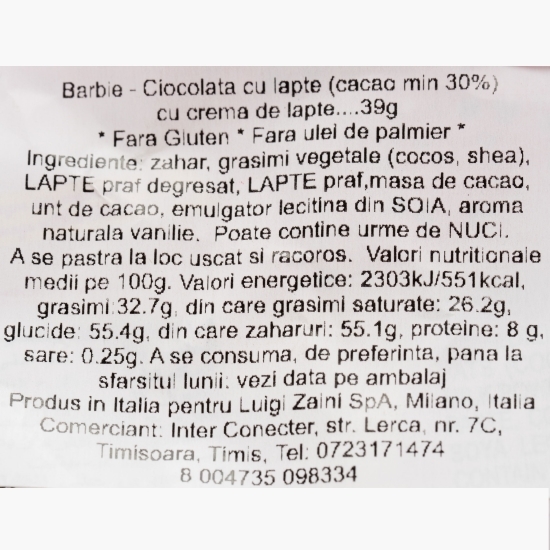 Barbie - Ciocolata cu lapte (cacao min 30%)
cu crema de lapte....39g
* Fara Gluten * Fara ulei de palmier *
Ingrediente: zahar, grasimi vegetale (cocos, shea),
LAPTE praf degresat, LAPTE praf,masa de cacao,
unt de cacao, emulgator lecitina din SOIA, aroma
naturala vanilie. Poate contine urme de NUCI.
A se pastra la loc uscat si racoros. Valori nutritionale
medii pe 100g. Valori energetice: 2303kJ/551kcal,
grasimi:32.7g, din care grasimi saturate: 26.2g,
glucide: 55.4g, din care zaharuri: 55.1g, proteine: 8 g,
sare: 0.25g. A se consuma, de preferinta, pana la
sfarsitul lunii: vezi data pe ambalaj
Produs in Italia pentru Luigi Zaini SpA, Milano, Italia
Comerciant: Inter Conecter, str. Lerca, nr. 7C,
Timisoara, Timis, Tel: 0723171474
8 004735 098334